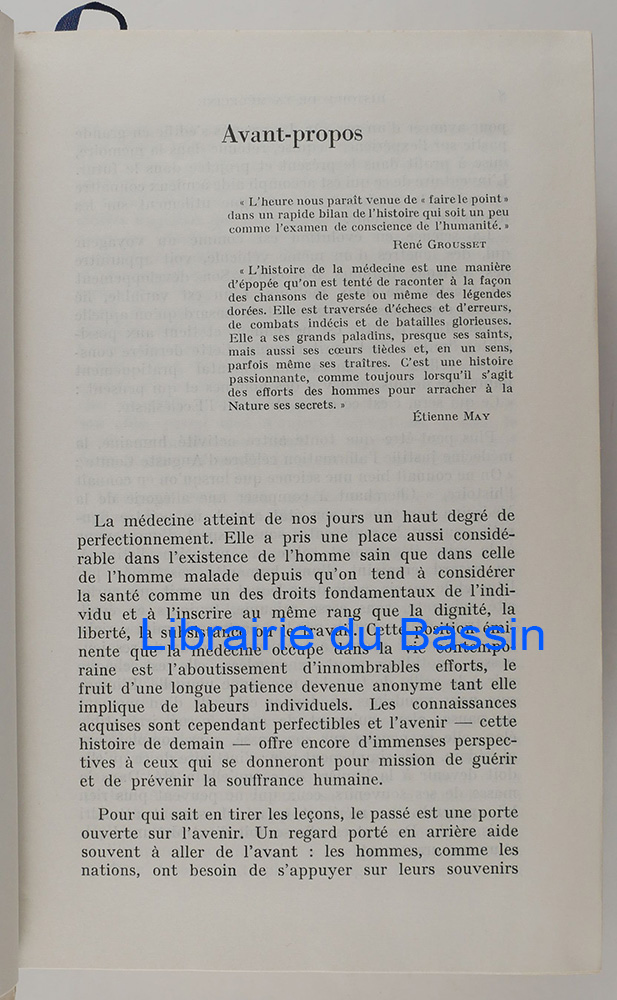 Avant-propos
« L'heure nous paraît venue de « faire le point »
dans un rapide bilan de l'histoire qui soit un peu
comme l'examen de conscience de l'humanité. »
René Grousset
« L'histoire de la médecine est une manière
d'épopée qu'on est tenté de raconter à la façon
des chansons de geste ou même des légendes
dorées. Elle est traversée d'échecs et d'erreurs,
de combats indécis et de batailles glorieuses.
Elle a ses grands paladins, presque ses saints,
mais aussi ses cœurs tièdes et, en un sens,
parfois même ses traîtres. C'est une histoire
passionnante, comme toujours lorsqu'il s'agit
des efforts des hommes pour arracher à la
Nature ses secrets. »
Étienne May
La médecine atteint de nos jours un haut degré de
perfectionnement. Elle a pris une place aussi considé-
rable dans l'existence de l'homme sain que dans celle
de l'homme malade depuis qu'on tend à considérer
la santé comme un des droits fondamentaux de l'indi-
vidu et à l'inscrire au même rang que la dignité, la
liberté, la subsistance ou le travail. Cette position émi-
Librairie du Bassin
nente que la médecine occupe dans la vie contempo-
raine est l'aboutissement d'innombrables efforts, le
fruit d'une longue patience devenue anonyme tant elle
implique de labeurs individuels. Les connaissances
acquises sont cependant perfectibles et l'avenir — cette
histoire de demain — offre encore d'immenses perspec-
tives à ceux qui se donneront pour mission de guérir
et de prévenir la souffrance humaine.
Pour qui sait en tirer les leçons, le passé est une porte
ouverte sur l'avenir. Un regard porté en arrière aide
souvent à aller de l'avant : les hommes, comme les
nations, ont besoin de s'appuyer sur leurs souvenirs